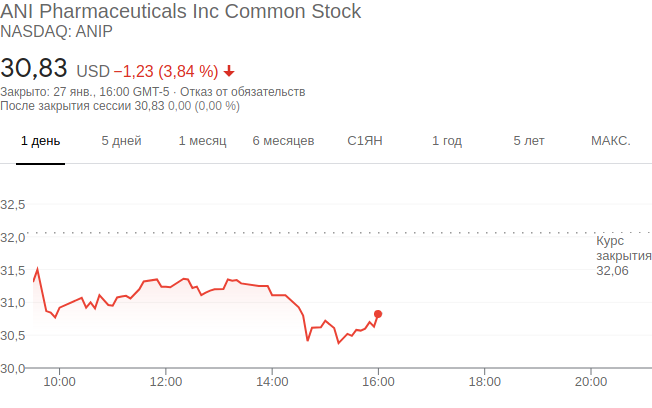 ANI Pharmaceuticals Inc Common Stock
NASDAQ: ANIP
30,83 USD −1,23 (3,84 %)
Закрыто: 27 янв., 16:00 GMT-5 · Отказ от обязательств
После закрытия сессии 30,83 0,00 (0,00 %)
1 день 5 дней 1 месяц 6 месяцев С1ЯН 1 год 5 лет МАКС.
32,5
32,0
Курс
закрытия
32,06
31,5
31,0
30,5
30,0
10:00 12:00 14:00 16:00 18:00 20:00